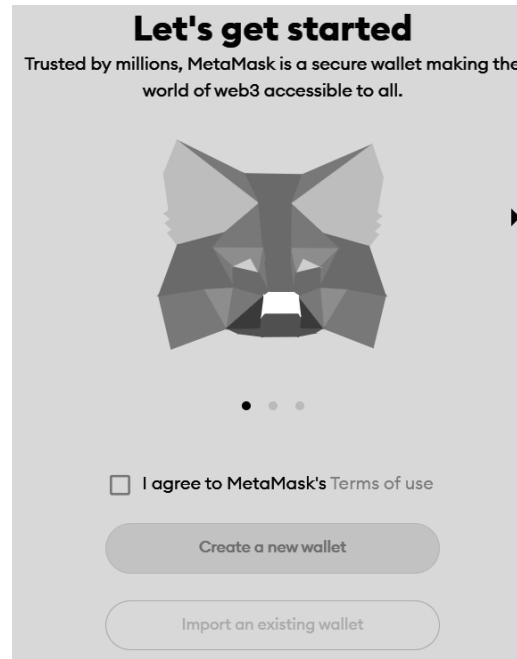 Let's get started
Trusted by millions, MetaMask is a secure wallet making the
world of web3 accessible to all.
I agree to MetaMask's Terms of use
Create a new wallet
Import an existing wallet